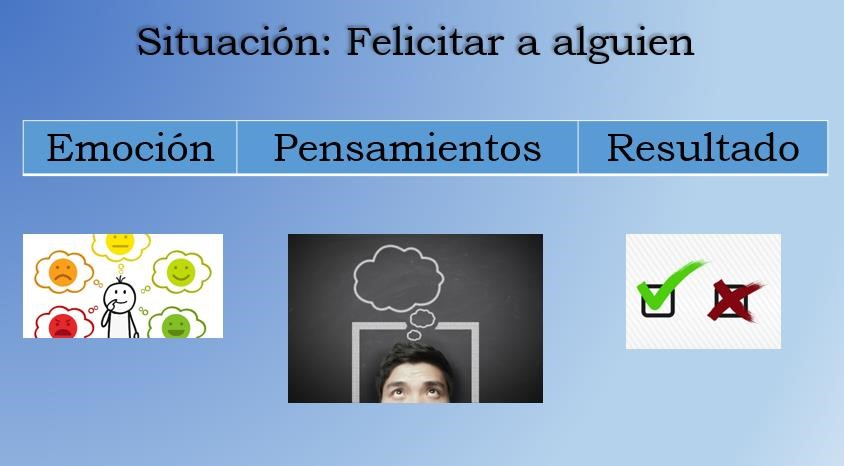 Situación: Felicitar a alguien
Emoción Pensamientos Resultado